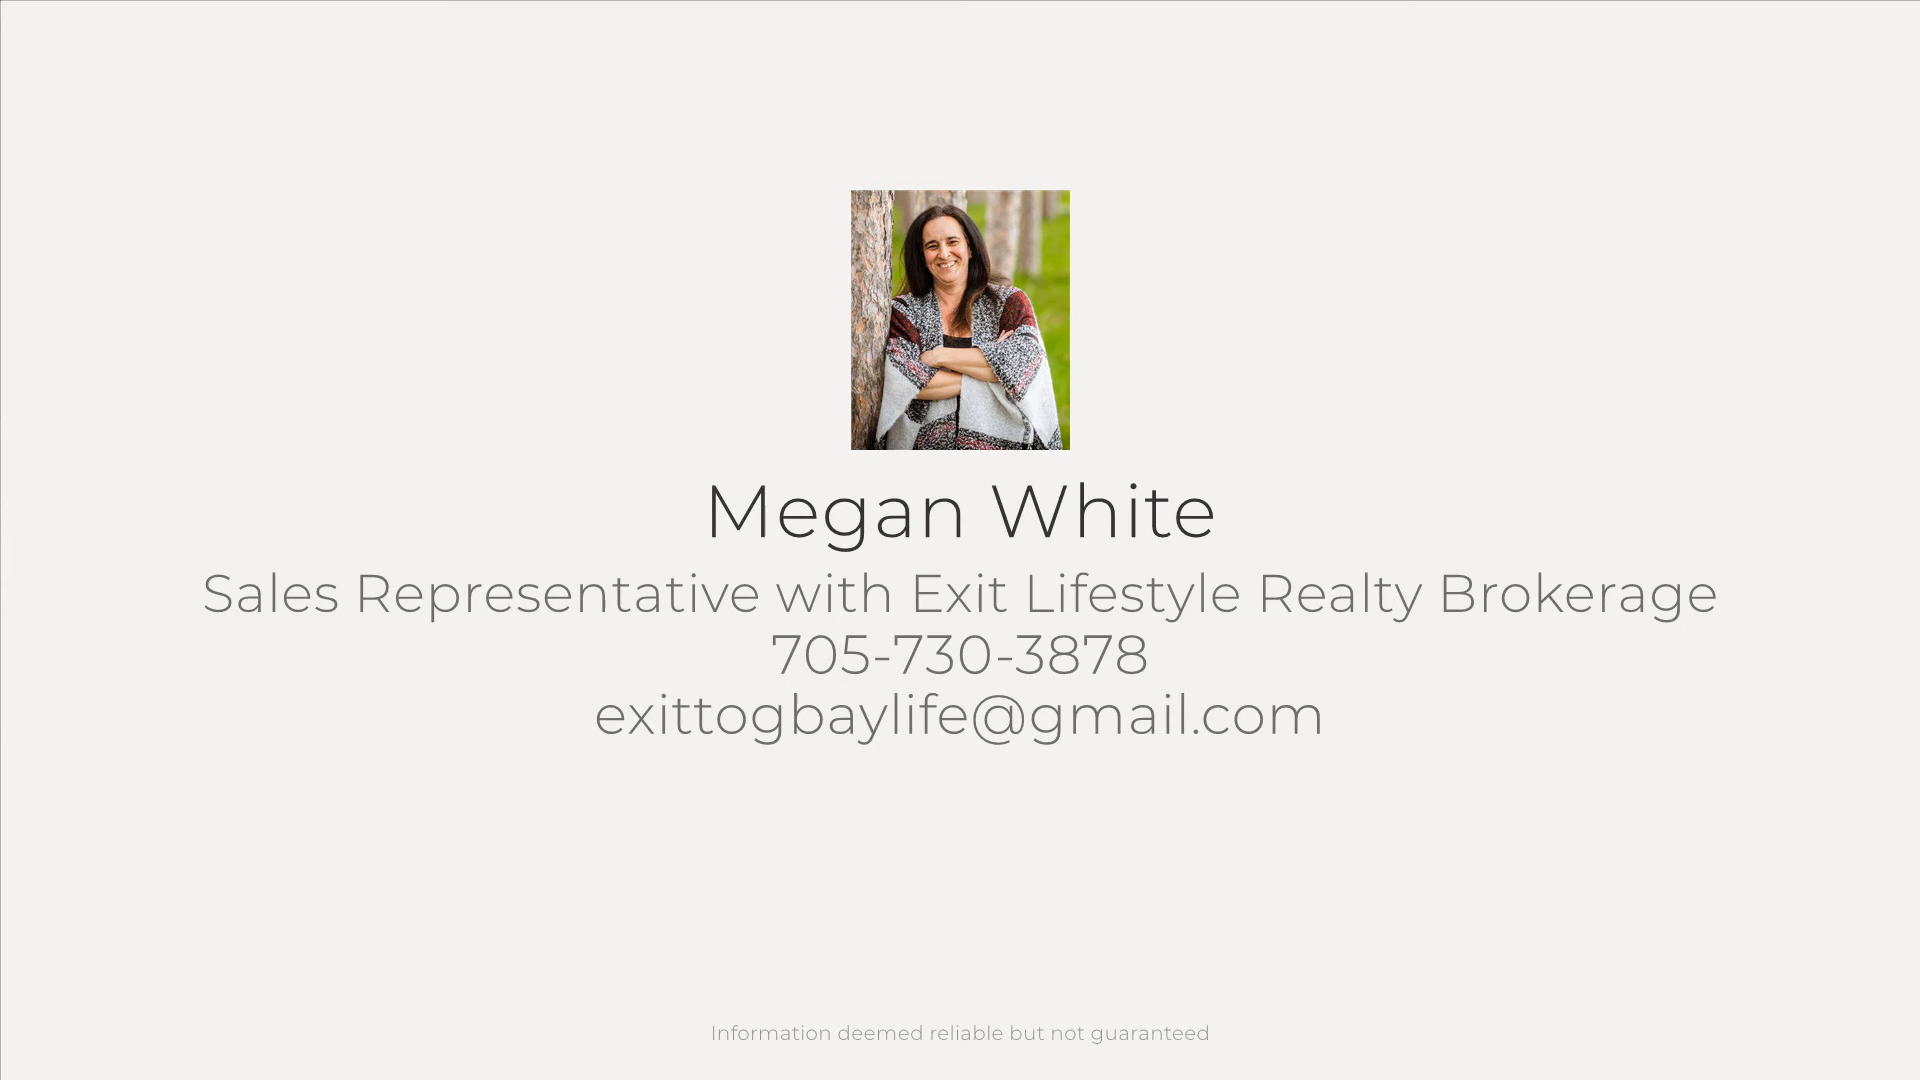 Megan White
Sales Representative with Exit Lifestyle Realty Brokerage
705-730-3878
exittogbaylife@gmail.com
Information deemed reliable but not guaranteed